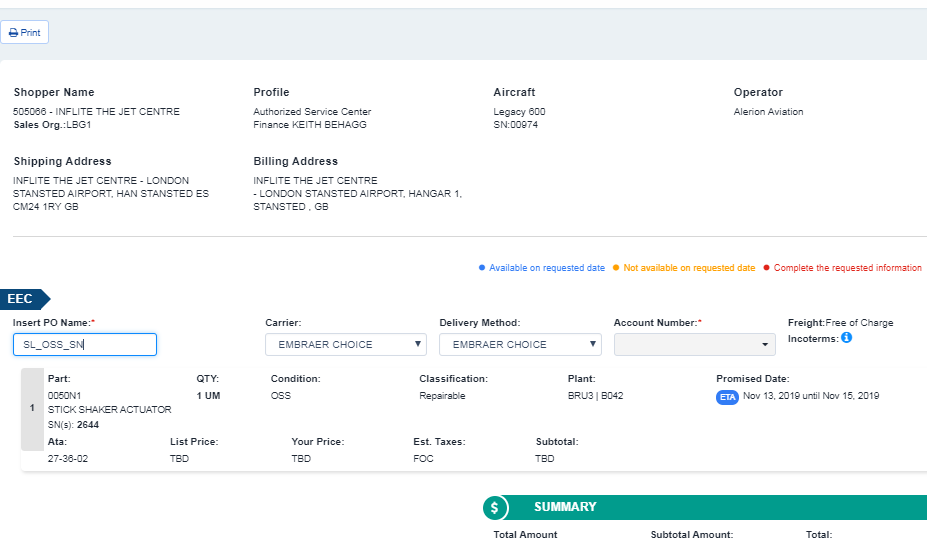 Print
Shopper Name
505066 - INFLITE THE JET CENTRE
Sales Org.:LBG1
Profile
Authorized Service Center
Finance KEITH BEHAGG
Aircraft
Legacy 600
SN:00974
Operator
Alerion Aviation
Shipping Address
INFLITE THE JET CENTRE - LONDON
STANSTED AIRPORT, HAN STANSTED ES
CM24 1RY GB
Billing Address
INFLITE THE JET CENTRE
- LONDON STANSTED AIRPORT, HANGAR 1,
STANSTED , GB
Available on requested date Not available on requested date Complete the requested information
EEC
Insert PO Name:* Carrier: Delivery Method: Account Number:* Freight:Free of Charge
Incoterms: i
SL_OSS_SN EMBRAER CHOICE EMBRAER CHOICE
Part: QTY: Condition: Classification: Plant: Promised Date:
0050N1 1 UM OSS Repairable BRU3 | B042 ETA Nov 13, 2019 until Nov 15, 2019
1 STICK SHAKER ACTUATOR
SN(s): 2644
Ata: List Price: Your Price: Est. Taxes: Subtotal:
27-36-02 TBD TBD FOC TBD
$ SUMMARY
Total Amount Subtotal Amount: Total: